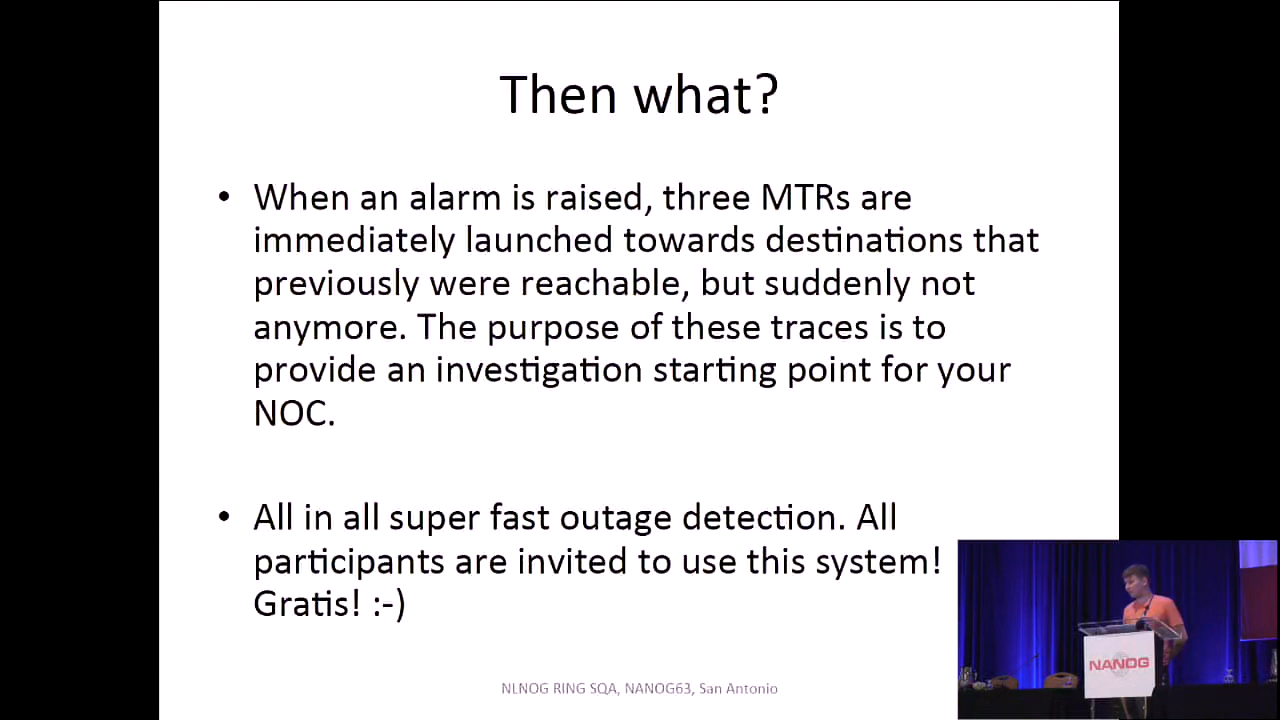 Then what?
• When an alarm is raised, three MTRs are
immediately launched towards destinations that
previously were reachable, but suddenly not
anymore. The purpose of these traces is to
provide an investigation starting point for your
NOC.
• All in all super fast outage detection. All
participants are invited to use this system!
Gratis! :-)
NANOG
NLNOG RING SQA, NANOG63, San Antonio